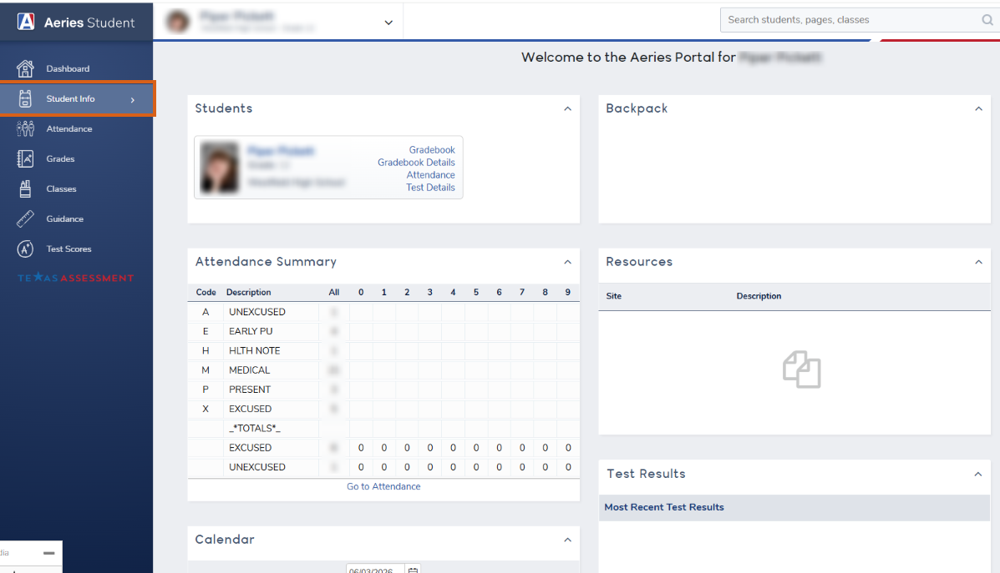 Aeries Student
Search students, pages, classes
Welcome to the Aeries Portal for
Dashboard
Student Info
Attendance
Grades
Classes
Guidance
Test Scores
TEXAS ASSESSMENT
Students
Gradebook
Gradebook Details
Attendance
Test Details
Backpack
Attendance Summary
Code Description All 0 1 2 3 4 5 6 7 8 9
A UNEXCUSED
E EARLY PU
H HLTH NOTE
M MEDICAL
P PRESENT
X EXCUSED
_*TOTALS*_
EXCUSED 0 0 0 0 0 0 0 0 0 0
UNEXCUSED 0 0 0 0 0 0 0 0 0 0
Go to Attendance
Resources
Site Description
Test Results
Most Recent Test Results
Calendar
06/03/2026
dia